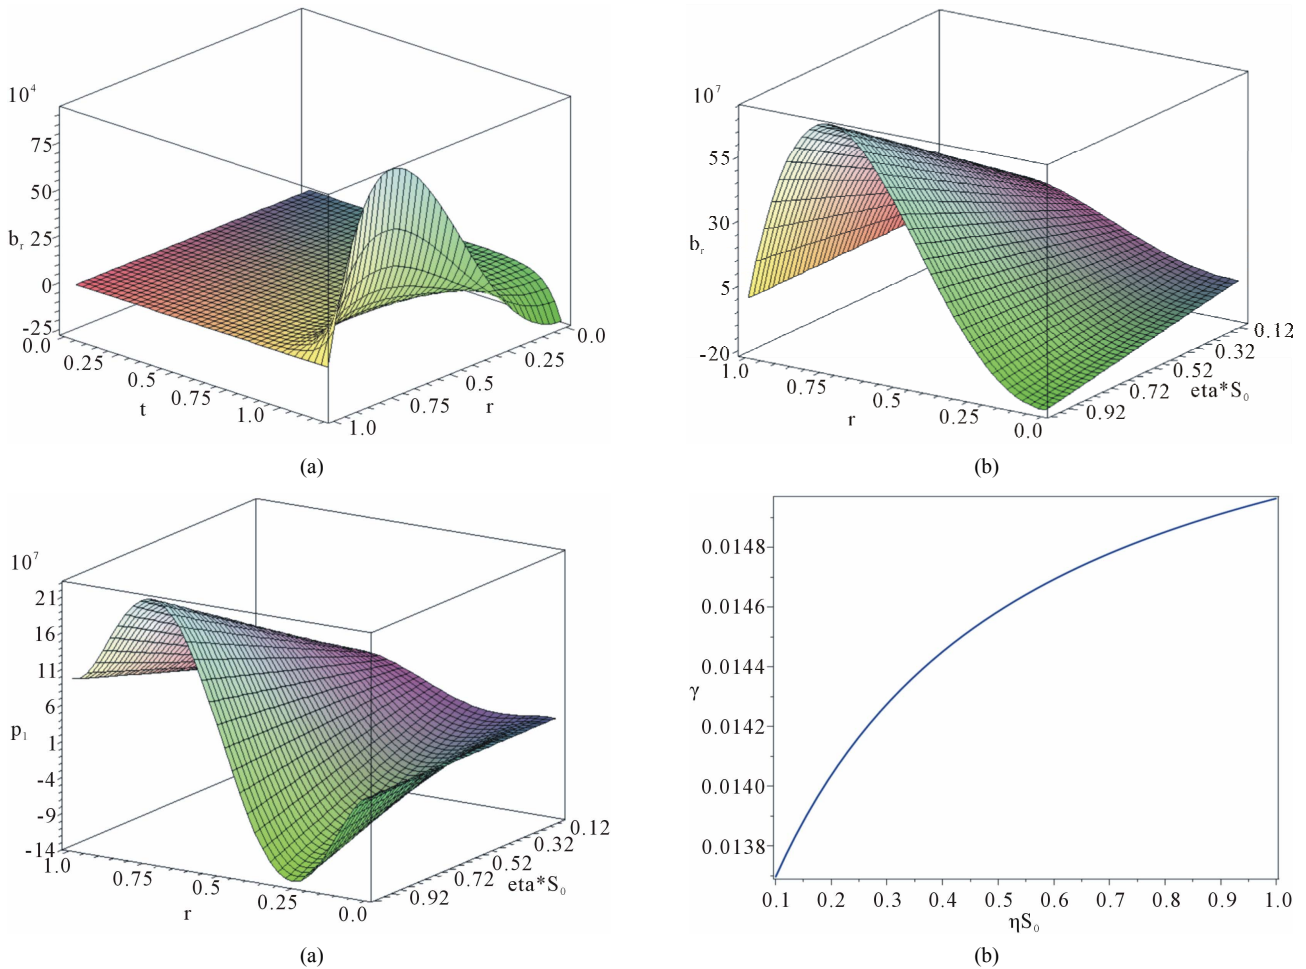 10⁴
75
50
b_r 25
0
-25
0.0 0.25 0.5 0.75 1.0
t
1.0 0.75 0.5 0.25 0.0
r
(a)
10⁷
55
30
b_r
5
-20
1.0 0.75 0.5 0.25 0.0
r
0.92 0.72 0.52 0.32 0.12
eta*S₀
(b)
10⁷
21
16
11
6
p₁ 1
-4
-9
-14
1.0 0.75 0.5 0.25 0.0
r
0.92 0.72 0.52 0.32 0.12
eta*S₀
(a)
0.0148
0.0146
0.0144
γ
0.0142
0.0140
0.0138
0.1 0.2 0.3 0.4 0.5 0.6 0.7 0.8 0.9 1.0
ηS₀
(b)